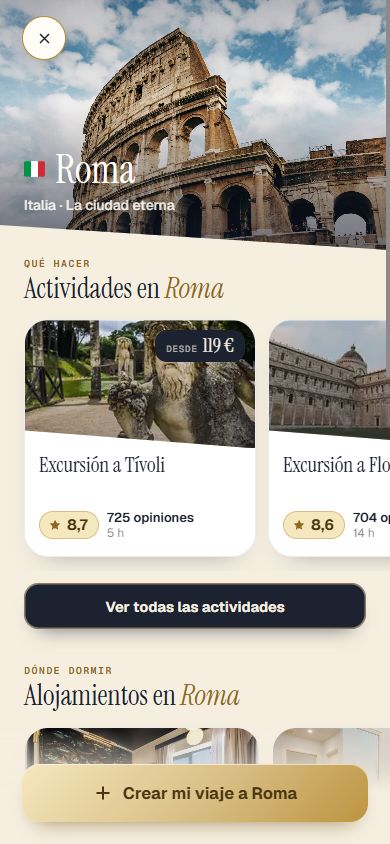 Roma
Italia · La ciudad eterna
QUÉ HACER
Actividades en Roma
DESDE 119 €
Excursión a Tívoli
8,7
725 opiniones
5 h
Excursión a Flo
8,6
704 op
14 h
Ver todas las actividades
DÓNDE DORMIR
Alojamientos en Roma
Crear mi viaje a Roma